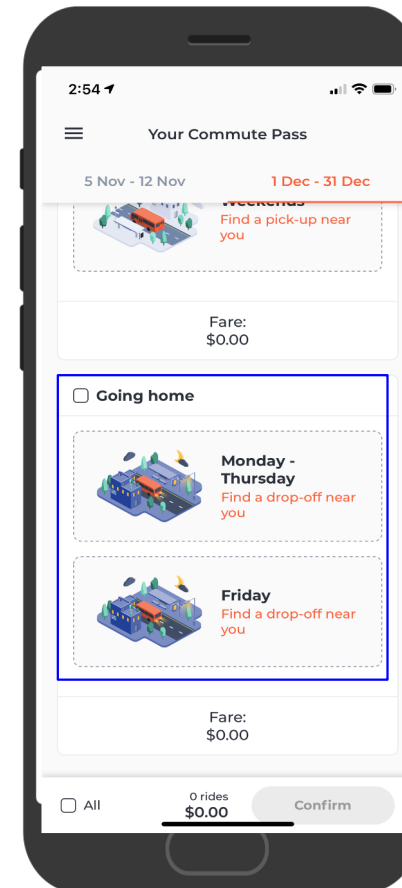 2:54
Your Commute Pass
5 Nov - 12 Nov
1 Dec - 31 Dec
Weekends
Find a pick-up near
you
Fare:
$0.00
Going home
Monday -
Thursday
Find a drop-off near
you
Friday
Find a drop-off near
you
Fare:
$0.00
All
0 rides
$0.00
Confirm